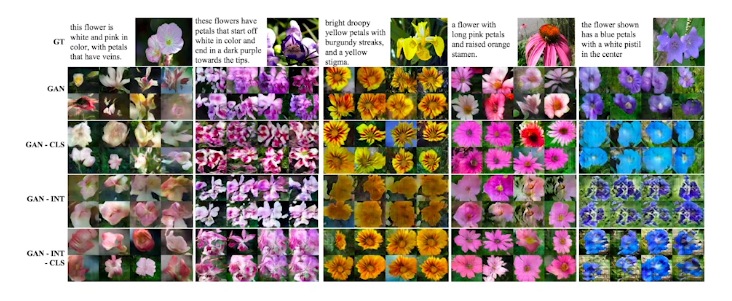 GT
this flower is
white and pink in
color, with petals
that have veins.
these flowers have
petals that start off
white in color and
end in a dark purple
towards the tips.
bright droopy
yellow petals with
burgundy streaks,
and a yellow
stigma.
a flower with
long pink petals
and raised orange
stamen.
the flower shown
has a blue petals
with a white pistil
in the center
GAN
GAN - CLS
GAN - INT
GAN - INT
- CLS